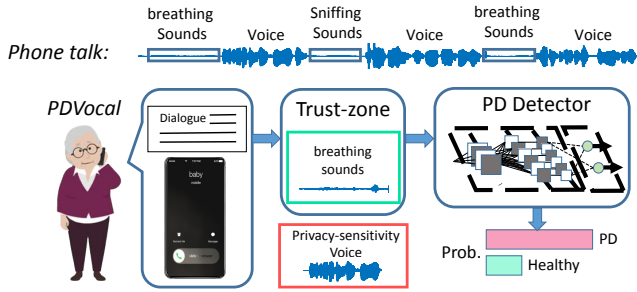 breathing Sounds
Voice
Sniffing Sounds
Voice
breathing Sounds
Voice
Phone talk:
PDVocal
Dialogue
Trust-zone
PD Detector
breathing sounds
baby
mobile
Privacy-sensitivity Voice
Prob.
PD
Healthy